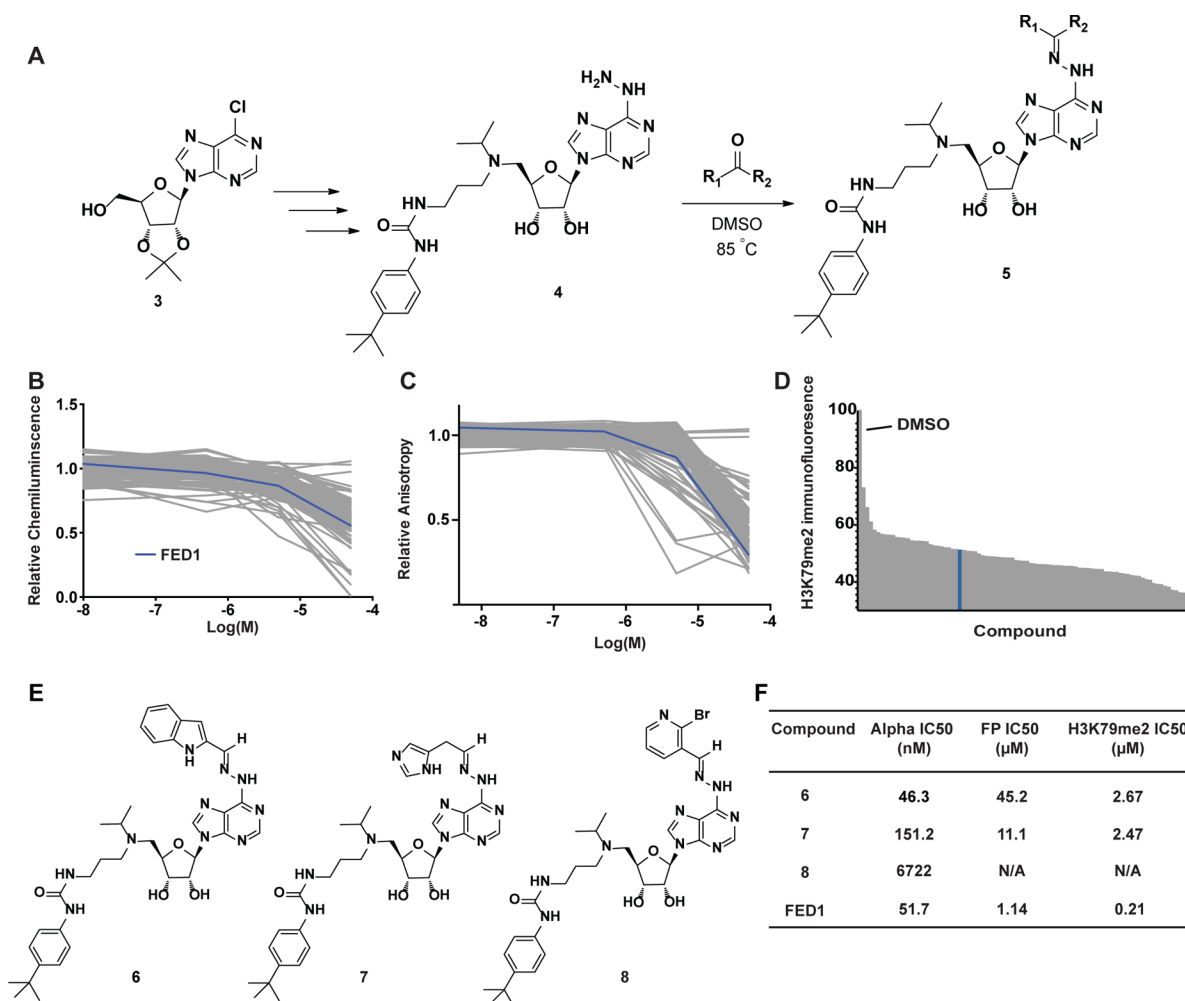 A
Cl
N
N
N
N
O
HO
O
O
3
H2N
NH
N
N
N
N
N
O
HN
O
NH
HO
OH
4
O
R1
R2
DMSO
85 °C
R1
R2
N
NH
N
N
N
N
N
O
HN
O
NH
HO
OH
5
B
Relative Chemiluminscence
1.5
1.0
0.5
0.0
FED1
-8
-7
-6
-5
-4
Log(M)
C
Relative Anisotropy
1.0
0.5
-8
-7
-6
-5
-4
Log(M)
D
H3K79me2 immunofluoresence
100
80
60
40
DMSO
Compound
E
N
H
H
N
NH
N
N
N
N
N
O
HN
O
NH
HO
OH
6
N
N
H
H
N
NH
N
N
N
N
N
O
HN
O
NH
HO
OH
7
N
Br
H
N
NH
N
N
N
N
N
O
HN
O
NH
HO
OH
8
F
Compound Alpha IC50 (nM) FP IC50 (µM) H3K79me2 IC50 (µM)
6 46.3 45.2 2.67
7 151.2 11.1 2.47
8 6722 N/A N/A
FED1 51.7 1.14 0.21